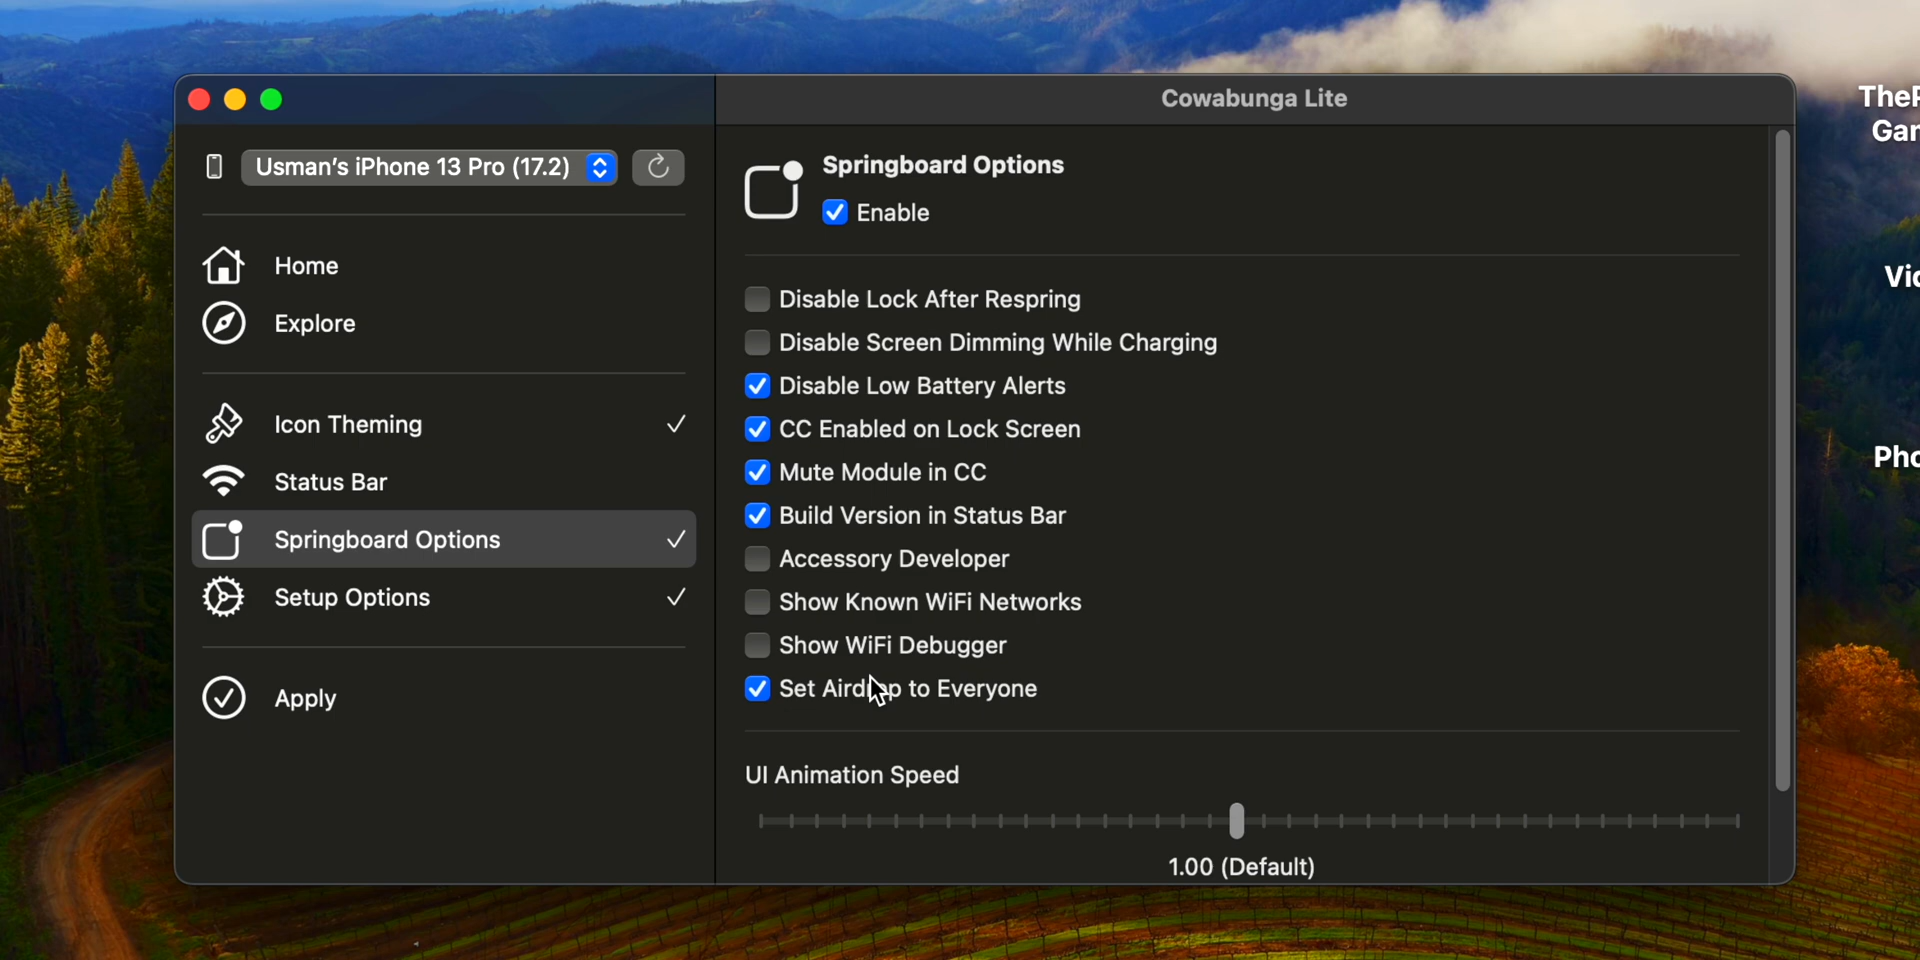 Cowabunga Lite
Usman’s iPhone 13 Pro (17.2)
Home
Explore
Icon Theming
Status Bar
Springboard Options
Setup Options
Apply
Springboard Options
Enable
Disable Lock After Respring
Disable Screen Dimming While Charging
Disable Low Battery Alerts
CC Enabled on Lock Screen
Mute Module in CC
Build Version in Status Bar
Accessory Developer
Show Known WiFi Networks
Show WiFi Debugger
Set Airdrop to Everyone
UI Animation Speed
1.00 (Default)